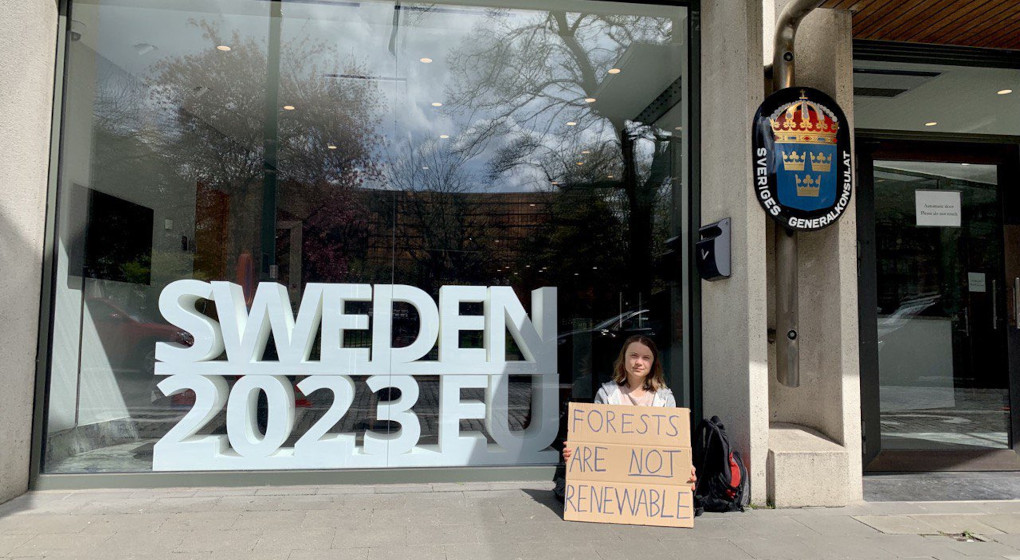 SWEDEN
2023 EU
FORESTS
ARE NOT
RENEWABLE
SVERIGES GENERALKONSULAT